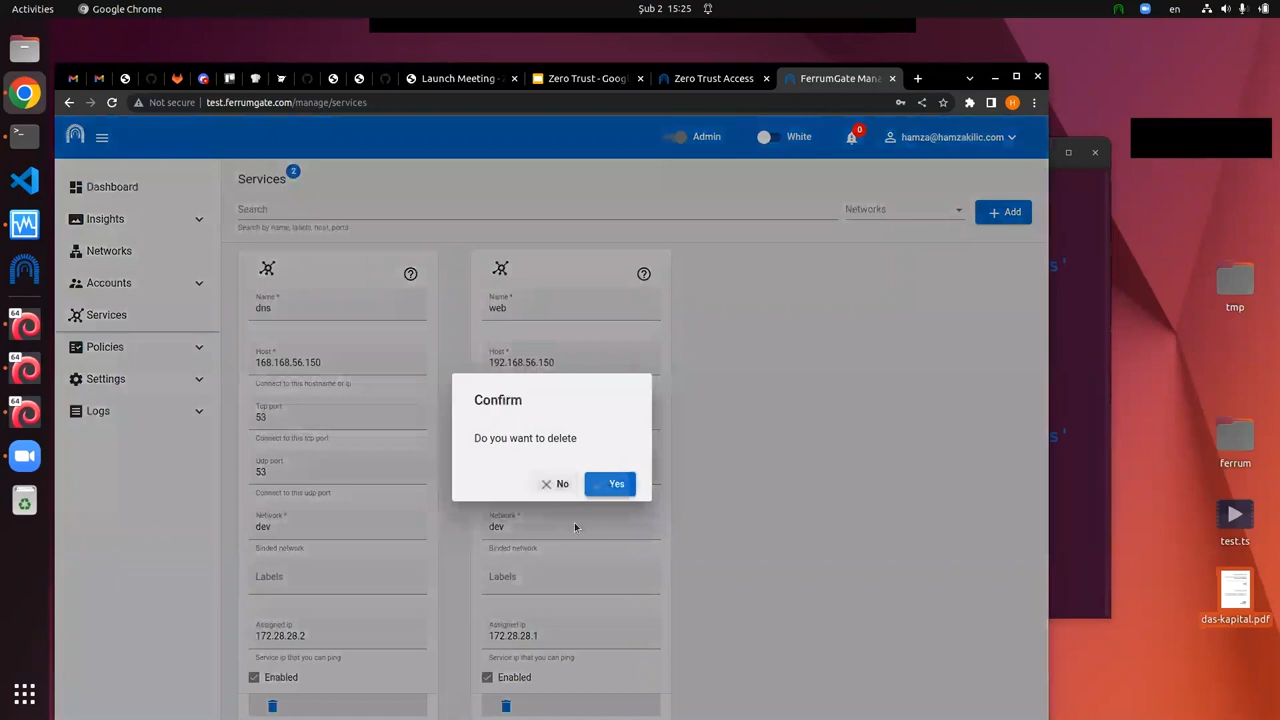 Activities
Google Chrome
Şub 2 15:25
en
Launch Meeting -
Zero Trust - Goog
Zero Trust Access
FerrumGate Mana
Not secure
test.ferrumgate.com/manage/services
H
Admin
White
0
hamza@hamzakilic.com
Dashboard
Insights
Networks
Accounts
Services
Policies
Settings
Logs
Services
2
Search
Search by name, labels, host, ports
Networks
Add
Name *
dns
Host *
168.168.56.150
Connect to this hostname or ip
Tcp port
53
Connect to this tcp port
Udp port
53
Connect to this udp port
Network *
dev
Binded network
Labels
Assigned Ip
172.28.28.2
Service ip that you can ping
Enabled
Name *
web
Host *
192.168.56.150
Confirm
Do you want to delete
No
Yes
Network *
dev
Binded network
Labels
Assigned Ip
172.28.28.1
Service ip that you can ping
Enabled
64
64
64
s'
s'
tmp
ferrum
test.ts
das-kapital.pdf